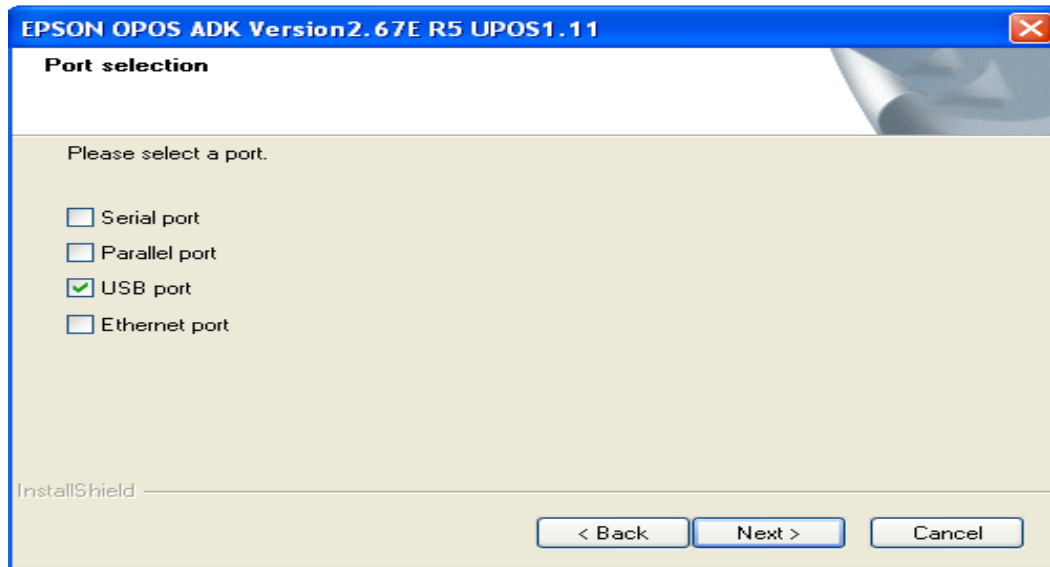 EPSON OPOS ADK Version2.67E R5 UPOS1.11
Port selection
Please select a port.
Serial port
Parallel port
USB port
Ethernet port
InstallShield
< Back Next > Cancel